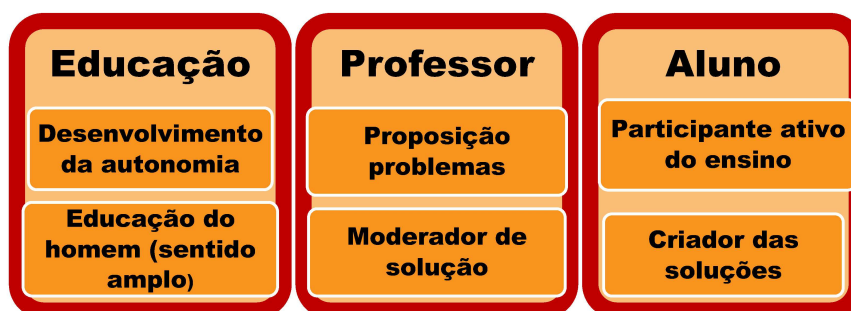 Educação
Desenvolvimento
da autonomia
Educação do
homem (sentido
amplo)
Professor
Proposição
problemas
Moderador de
solução
Aluno
Participante ativo
do ensino
Criador das
soluções